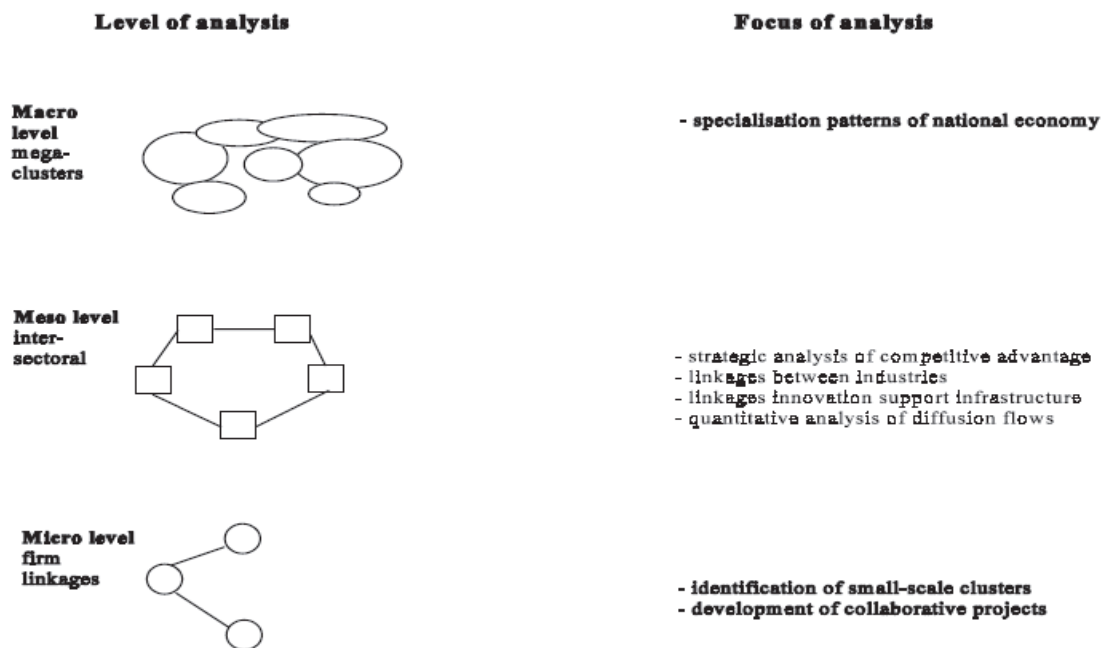 Level of analysis
Focus of analysis
Macro
level
mega-
clusters
- specialisation patterns of national economy
Meso level
inter-
sectoral
- strategic analysis of competitive advantage
- linkages between industries
- linkages innovation support infrastructure
- quantitative analysis of diffusion flows
Micro level
firm
linkages
- identification of small-scale clusters
- development of collaborative projects